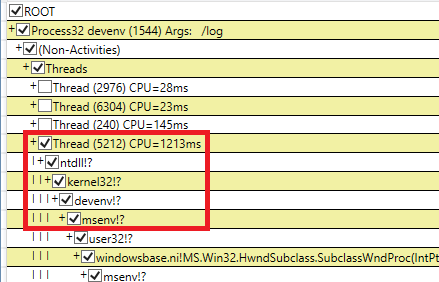 ROOT
Process32 devenv (1544) Args:   /log
(Non-Activities)
Threads
Thread (2976) CPU=28ms
Thread (6304) CPU=23ms
Thread (240) CPU=145ms
Thread (5212) CPU=1213ms
ntdll!?
kernel32!?
devenv!?
msenv!?
user32!?
windowsbase.ni!MS.Win32.HwndSubclass.SubclassWndProc(IntPt
msenv!?